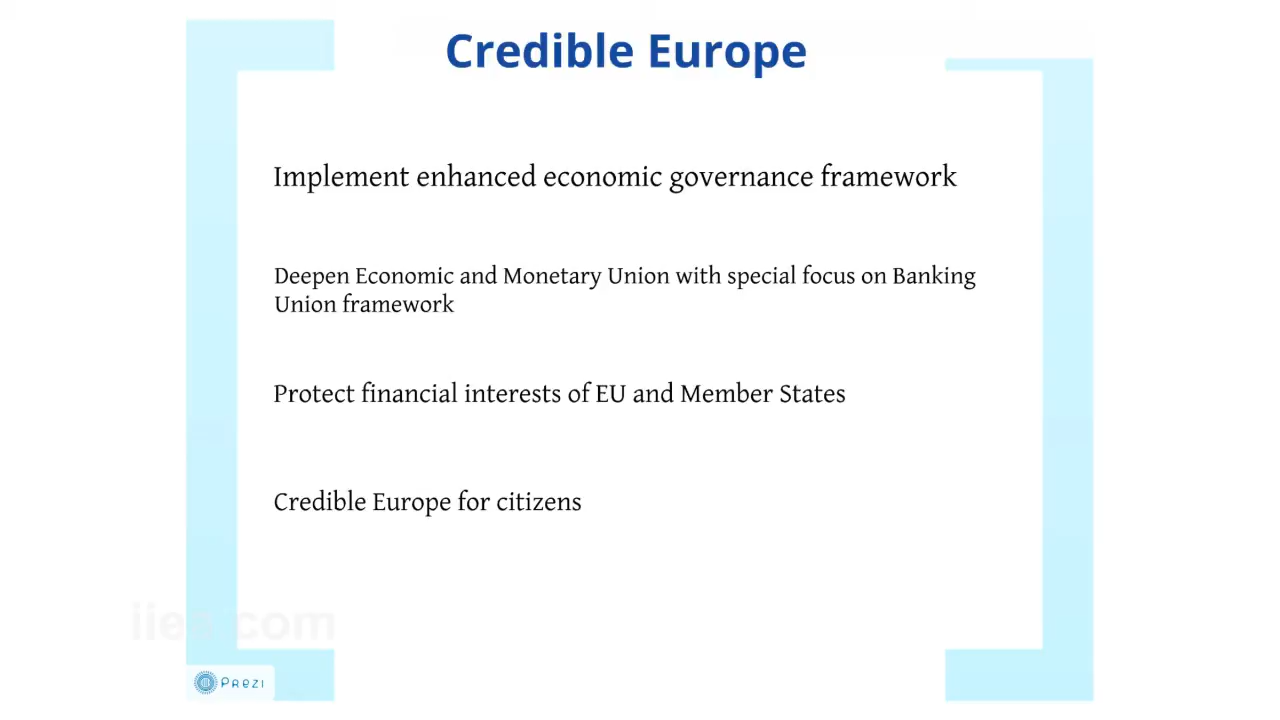 Credible Europe
Implement enhanced economic governance framework
Deepen Economic and Monetary Union with special focus on Banking
Union framework
Protect financial interests of EU and Member States
Credible Europe for citizens
Prezi